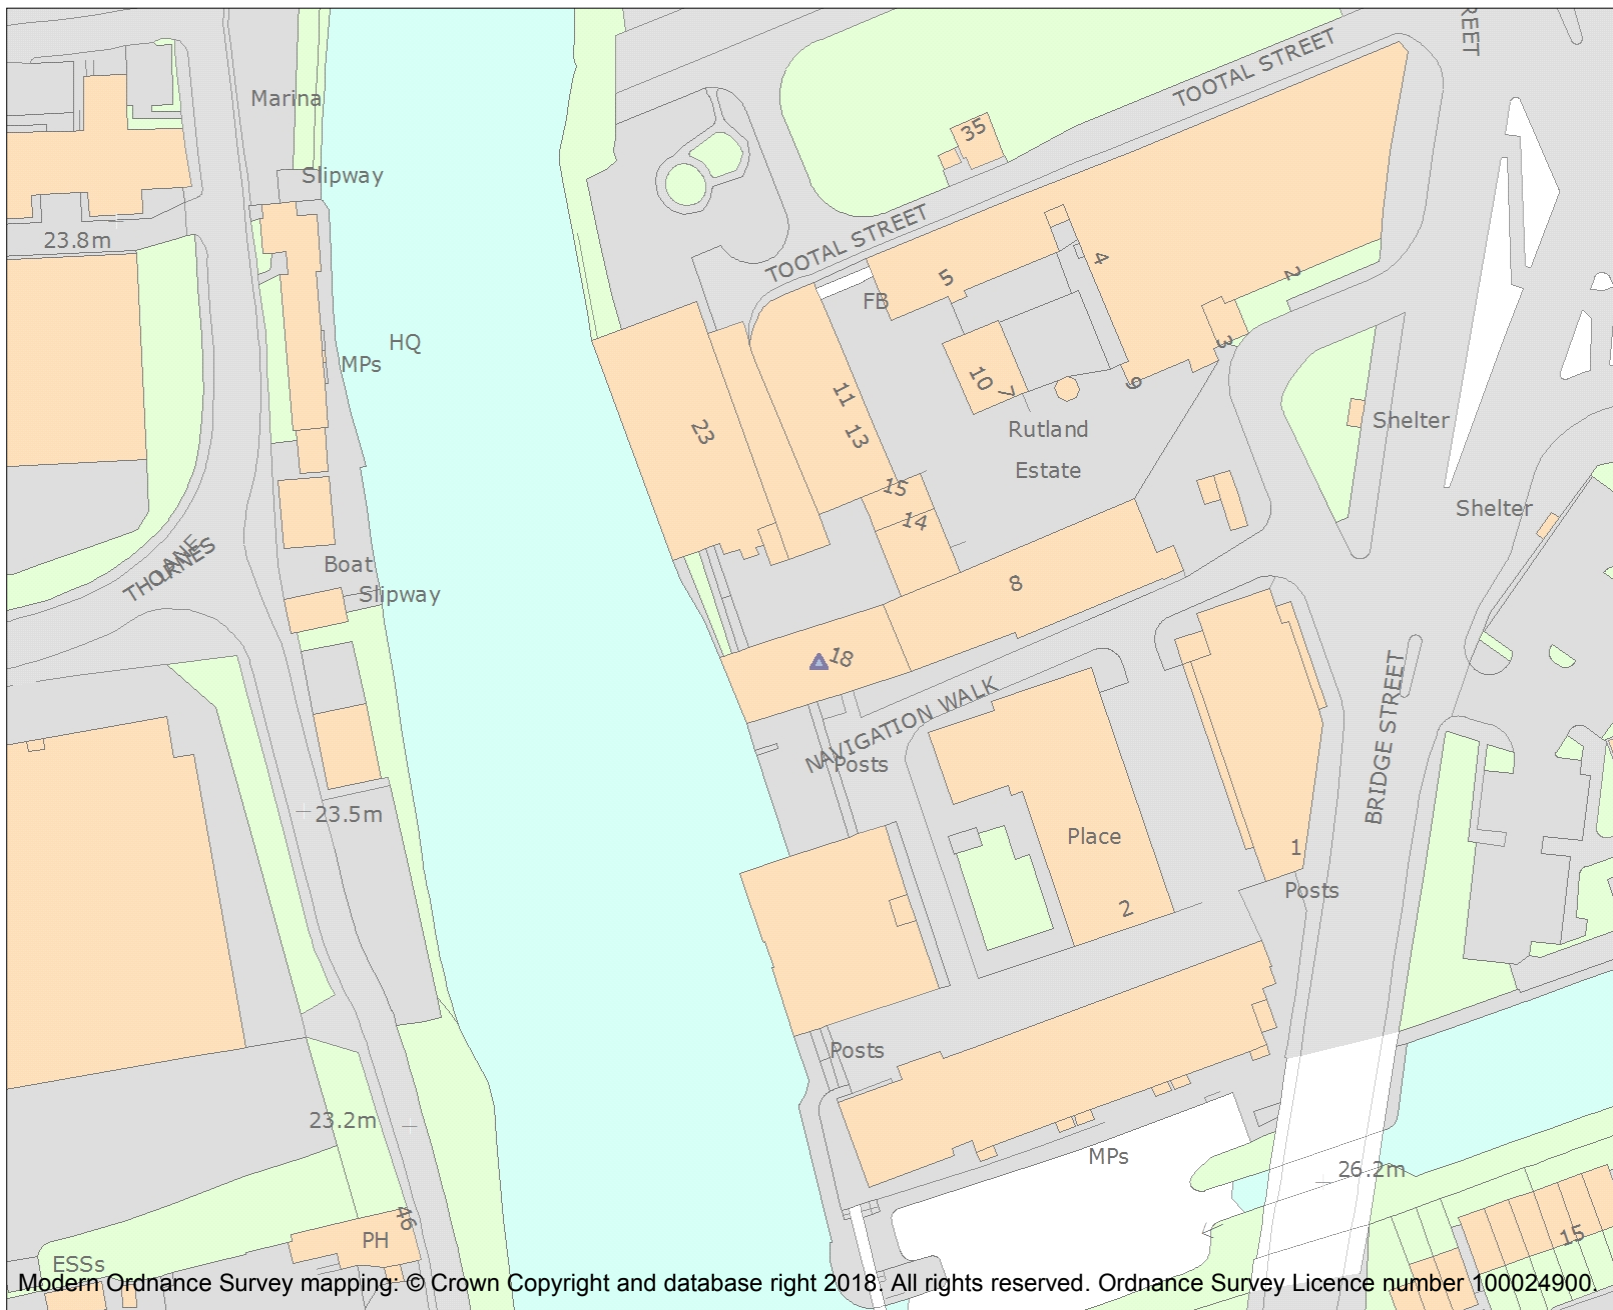 REET
TOOTAL STREET
Marina
35
Slipway
TOOTAL STREET
23.8m
4
5
2
FB
HQ
3
MPs
10
7
9
11
Shelter
23
13
Rutland
Estate
15
Shelter
14
THORNES
LANE
Boat
8
Slipway
18
NAVIGATION WALK
BRIDGE STREET
Posts
23.5m
Place
1
Posts
2
Posts
23.2m
MPs
26.2m
46
PH
15
ESSs
Modern Ordnance Survey mapping: © Crown Copyright and database right 2018. All rights reserved. Ordnance Survey Licence number 100024900.